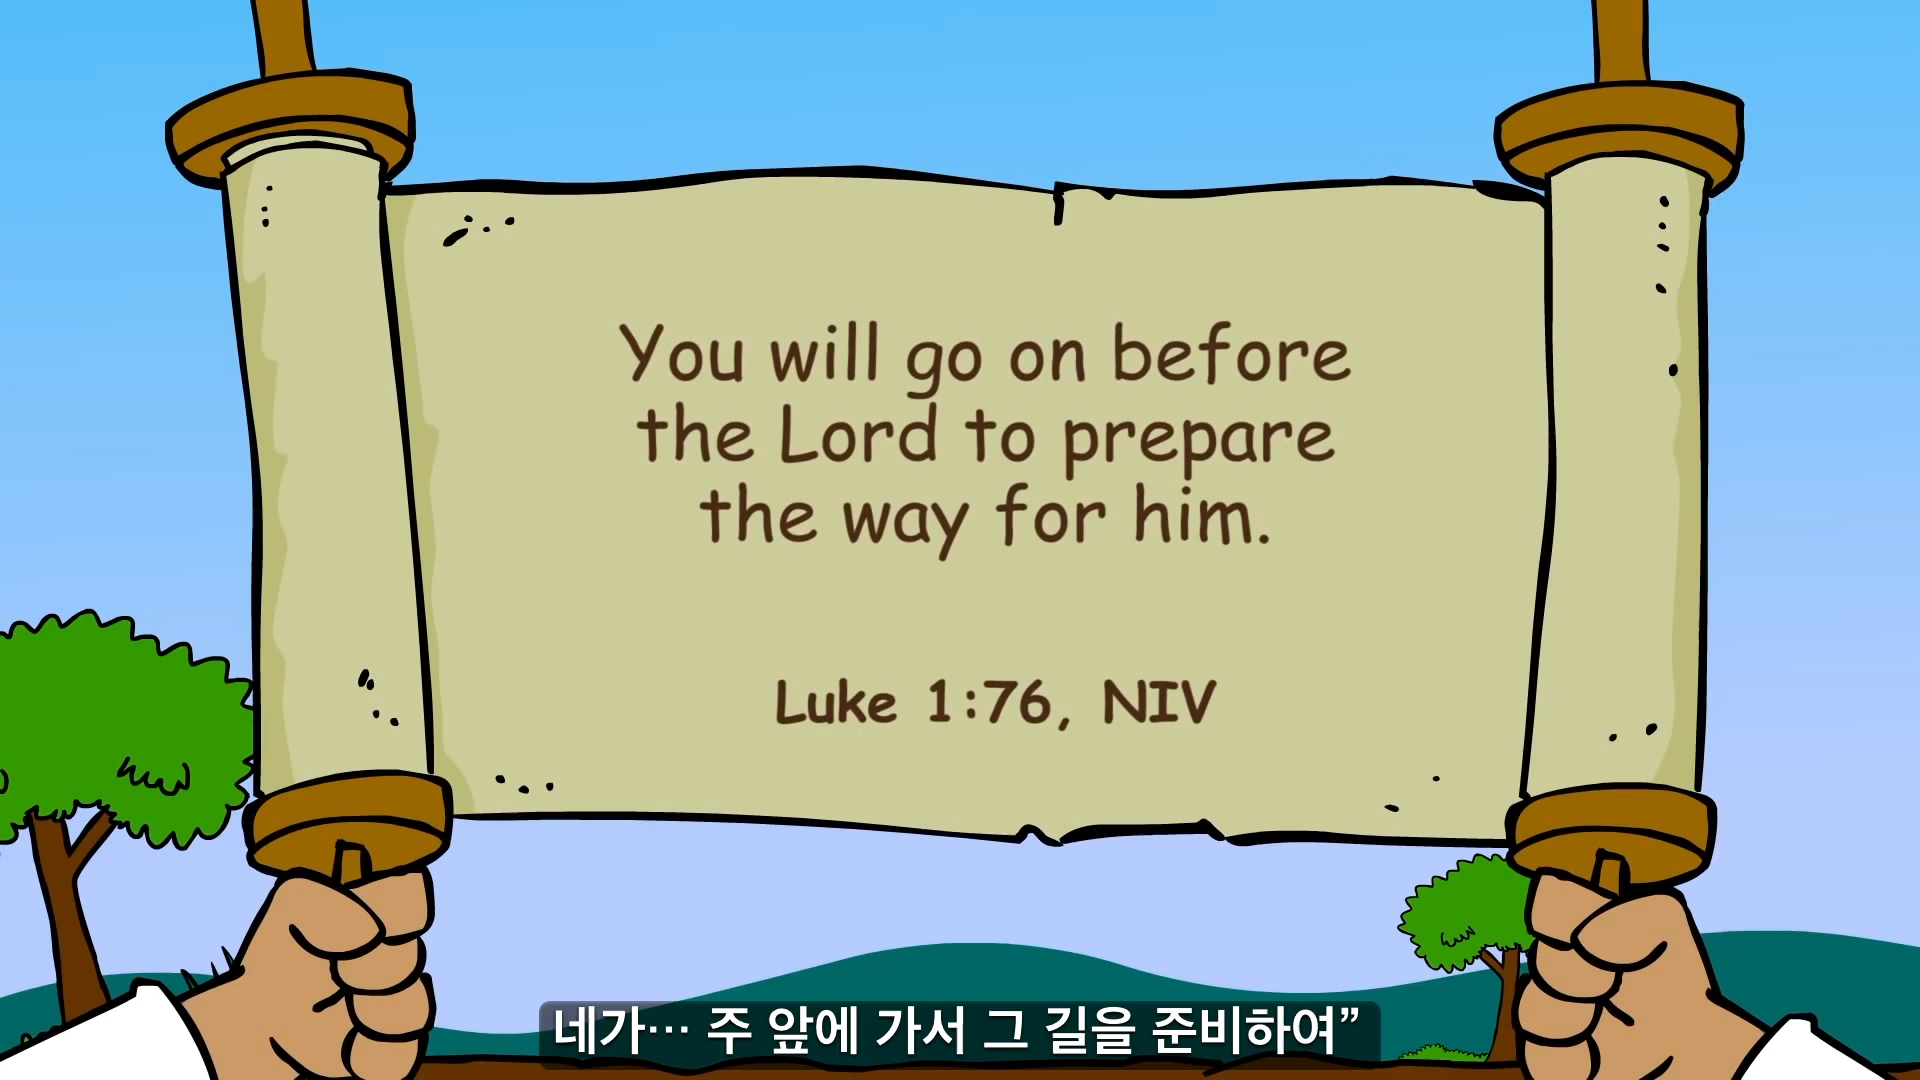 You will go on before
the Lord to prepare
the way for him.
Luke 1:76, NIV
네가… 주 앞에 가서 그 길을 준비하여”